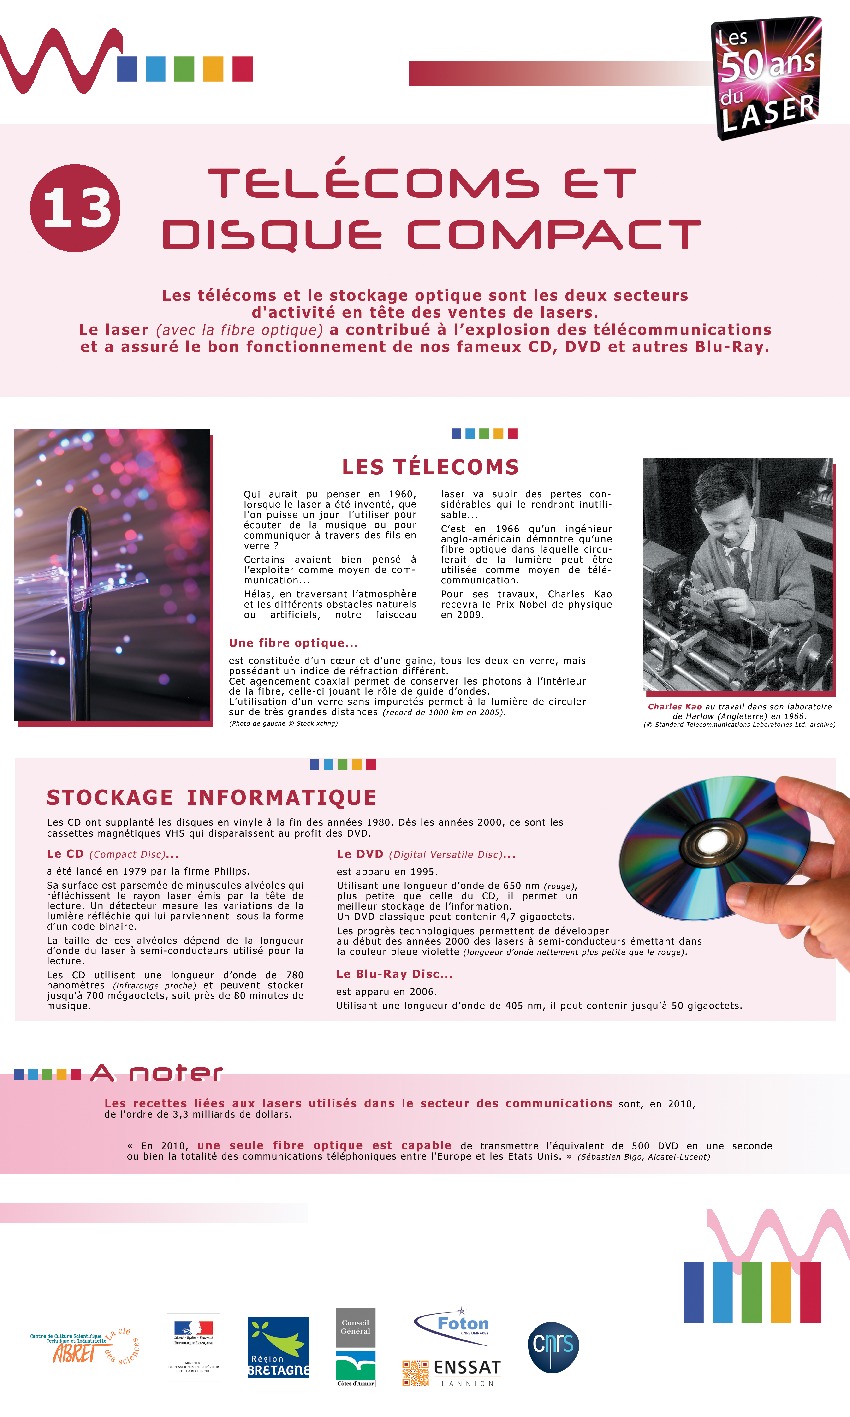 Les
50 ans
du
LASER
13
TELÉCOMS ET
DISQUE COMPACT
Les télécoms et le stockage optique sont les deux secteurs
d'activité en tête des ventes de lasers.
Le laser (avec la fibre optique) a contribué à l'explosion des télécommunications
et a assuré le bon fonctionnement de nos fameux CD, DVD et autres Blu-Ray.
LES TÉLECOMS
Qui aurait pu penser en 1960,
lorsque le laser a été inventé, que
l'on puisse un jour l'utiliser pour
écouter de la musique ou pour
communiquer à travers des fils en
verre ?
Certains avaient bien pensé à
l'exploiter comme moyen de com-
munication...
Hélas, en traversant l'atmosphère
et les différents obstacles naturels
ou artificiels, notre faisceau
laser va subir des pertes con-
sidérables qui le rendront inutili-
sable...
C'est en 1966 qu'un ingénieur
anglo-américain démontre qu'une
fibre optique dans laquelle circu-
lerait de la lumière peut être
utilisée comme moyen de télé-
communication.
Pour ses travaux, Charles Kao
recevra le Prix Nobel de physique
en 2009.
Une fibre optique...
est constituée d'un cœur et d'une gaine, tous les deux en verre, mais
possédant un indice de réfraction différent.
Cet agencement coaxial permet de conserver les photons à l'intérieur
de la fibre, celle-ci jouant le rôle de guide d'ondes.
L'utilisation d'un verre sans impuretés permet à la lumière de circuler
sur de très grandes distances (record de 1000 km en 2005).
(Photo de gauche © Stock xchng)
Charles Kao au travail dans son laboratoire
de Harlow (Angleterre) en 1966.
(© Standard Telecommunications Laboratories Ltd. archive)
STOCKAGE INFORMATIQUE
Les CD ont supplanté les disques en vinyle à la fin des années 1980. Dès les années 2000, ce sont les
cassettes magnétiques VHS qui disparaissent au profit des DVD.
Le CD (Compact Disc)...
a été lancé en 1979 par la firme Philips.
Sa surface est parsemée de minuscules alvéoles qui
réfléchissent le rayon laser émis par la tête de
lecture. Un détecteur mesure les variations de la
lumière réfléchie qui lui parviennent sous la forme
d'un code binaire.
La taille de ces alvéoles dépend de la longueur
d'onde du laser à semi-conducteurs utilisé pour la
lecture.
Les CD utilisent une longueur d'onde de 780
nanomètres (infrarouge proche) et peuvent stocker
jusqu'à 700 mégaoctets, soit près de 80 minutes de
musique.
Le DVD (Digital Versatile Disc)...
est apparu en 1995.
Utilisant une longueur d'onde de 650 nm (rouge),
plus petite que celle du CD, il permet un
meilleur stockage de l'information.
Un DVD classique peut contenir 4,7 gigaoctets.
Les progrès technologiques permettent de développer
au début des années 2000 des lasers à semi-conducteurs émettant dans
la couleur bleue violette (longueur d'onde nettement plus petite que le rouge).
Le Blu-Ray Disc...
est apparu en 2006.
Utilisant une longueur d'onde de 405 nm, il peut contenir jusqu'à 50 gigaoctets.
A noter
Les recettes liées aux lasers utilisés dans le secteur des communications sont, en 2010,
de l'ordre de 3,3 milliards de dollars.
« En 2010, une seule fibre optique est capable de transmettre l'équivalent de 500 DVD en une seconde
ou bien la totalité des communications téléphoniques entre l'Europe et les Etats Unis. » (Sébastien Bigo, Alcatel-Lucent)
Centre de Culture Scientifique
Technique et Industrielle
ABRET
La clé
des sciences
Région
BRETAGNE
Conseil
Général
Côtes d'Armor
Foton
ENSSAT
LANNION
cnrs